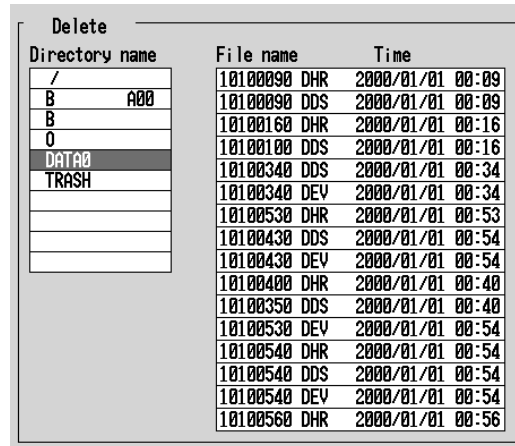 Delete
Directory name
/
B A00
B
O
DATA0
TRASH
File name Time
10100090 DHR 2000/01/01 00:09
10100090 DDS 2000/01/01 00:09
10100160 DHR 2000/01/01 00:16
10100100 DDS 2000/01/01 00:16
10100340 DDS 2000/01/01 00:34
10100340 DEV 2000/01/01 00:34
10100530 DHR 2000/01/01 00:53
10100430 DDS 2000/01/01 00:54
10100430 DEV 2000/01/01 00:54
10100400 DHR 2000/01/01 00:40
10100350 DDS 2000/01/01 00:40
10100530 DEV 2000/01/01 00:54
10100540 DHR 2000/01/01 00:54
10100540 DDS 2000/01/01 00:54
10100540 DEV 2000/01/01 00:54
10100560 DHR 2000/01/01 00:56